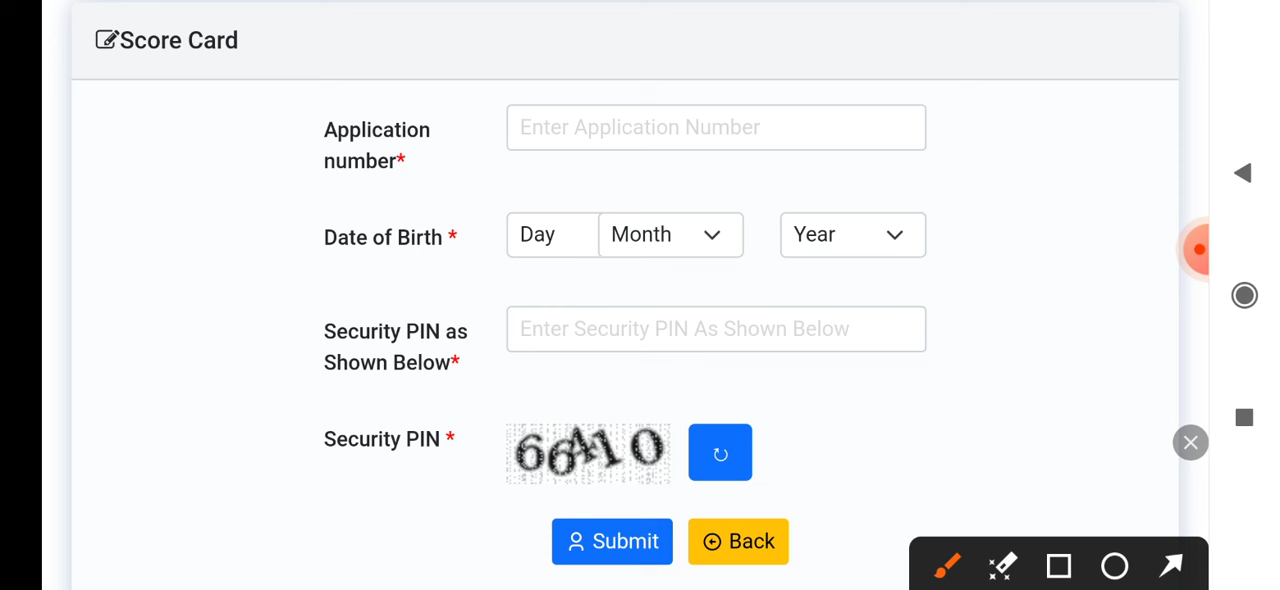 Score Card
Application number*
Enter Application Number
Date of Birth *
Day Month Year
Security PIN as Shown Below*
Enter Security PIN As Shown Below
Security PIN *
66410
Submit Back